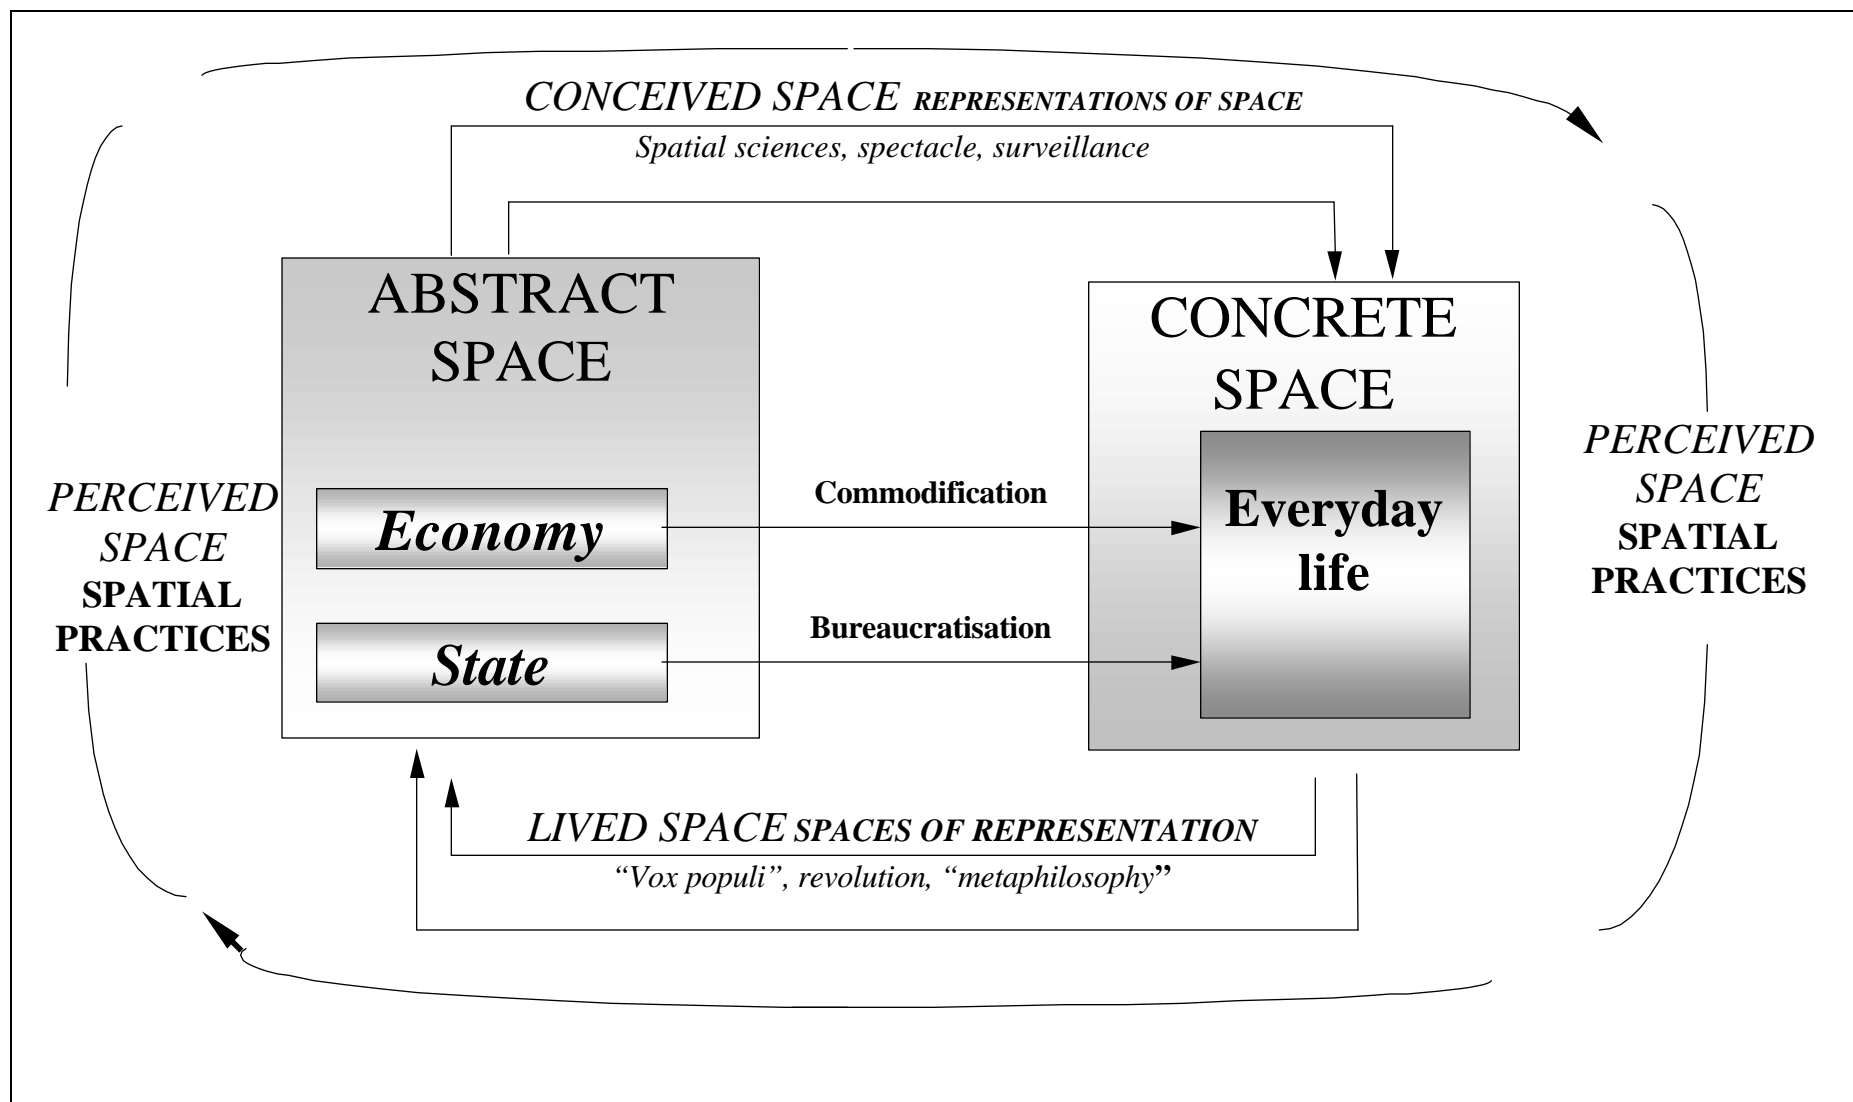 CONCEIVED SPACE REPRESENTATIONS OF SPACE
Spatial sciences, spectacle, surveillance
ABSTRACT
SPACE
CONCRETE
SPACE
PERCEIVED
SPACE
SPATIAL
PRACTICES
Economy
State
Commodification
Bureaucratisation
Everyday
life
PERCEIVED
SPACE
SPATIAL
PRACTICES
LIVED SPACE SPACES OF REPRESENTATION
“Vox populi”, revolution, “metaphilosophy”